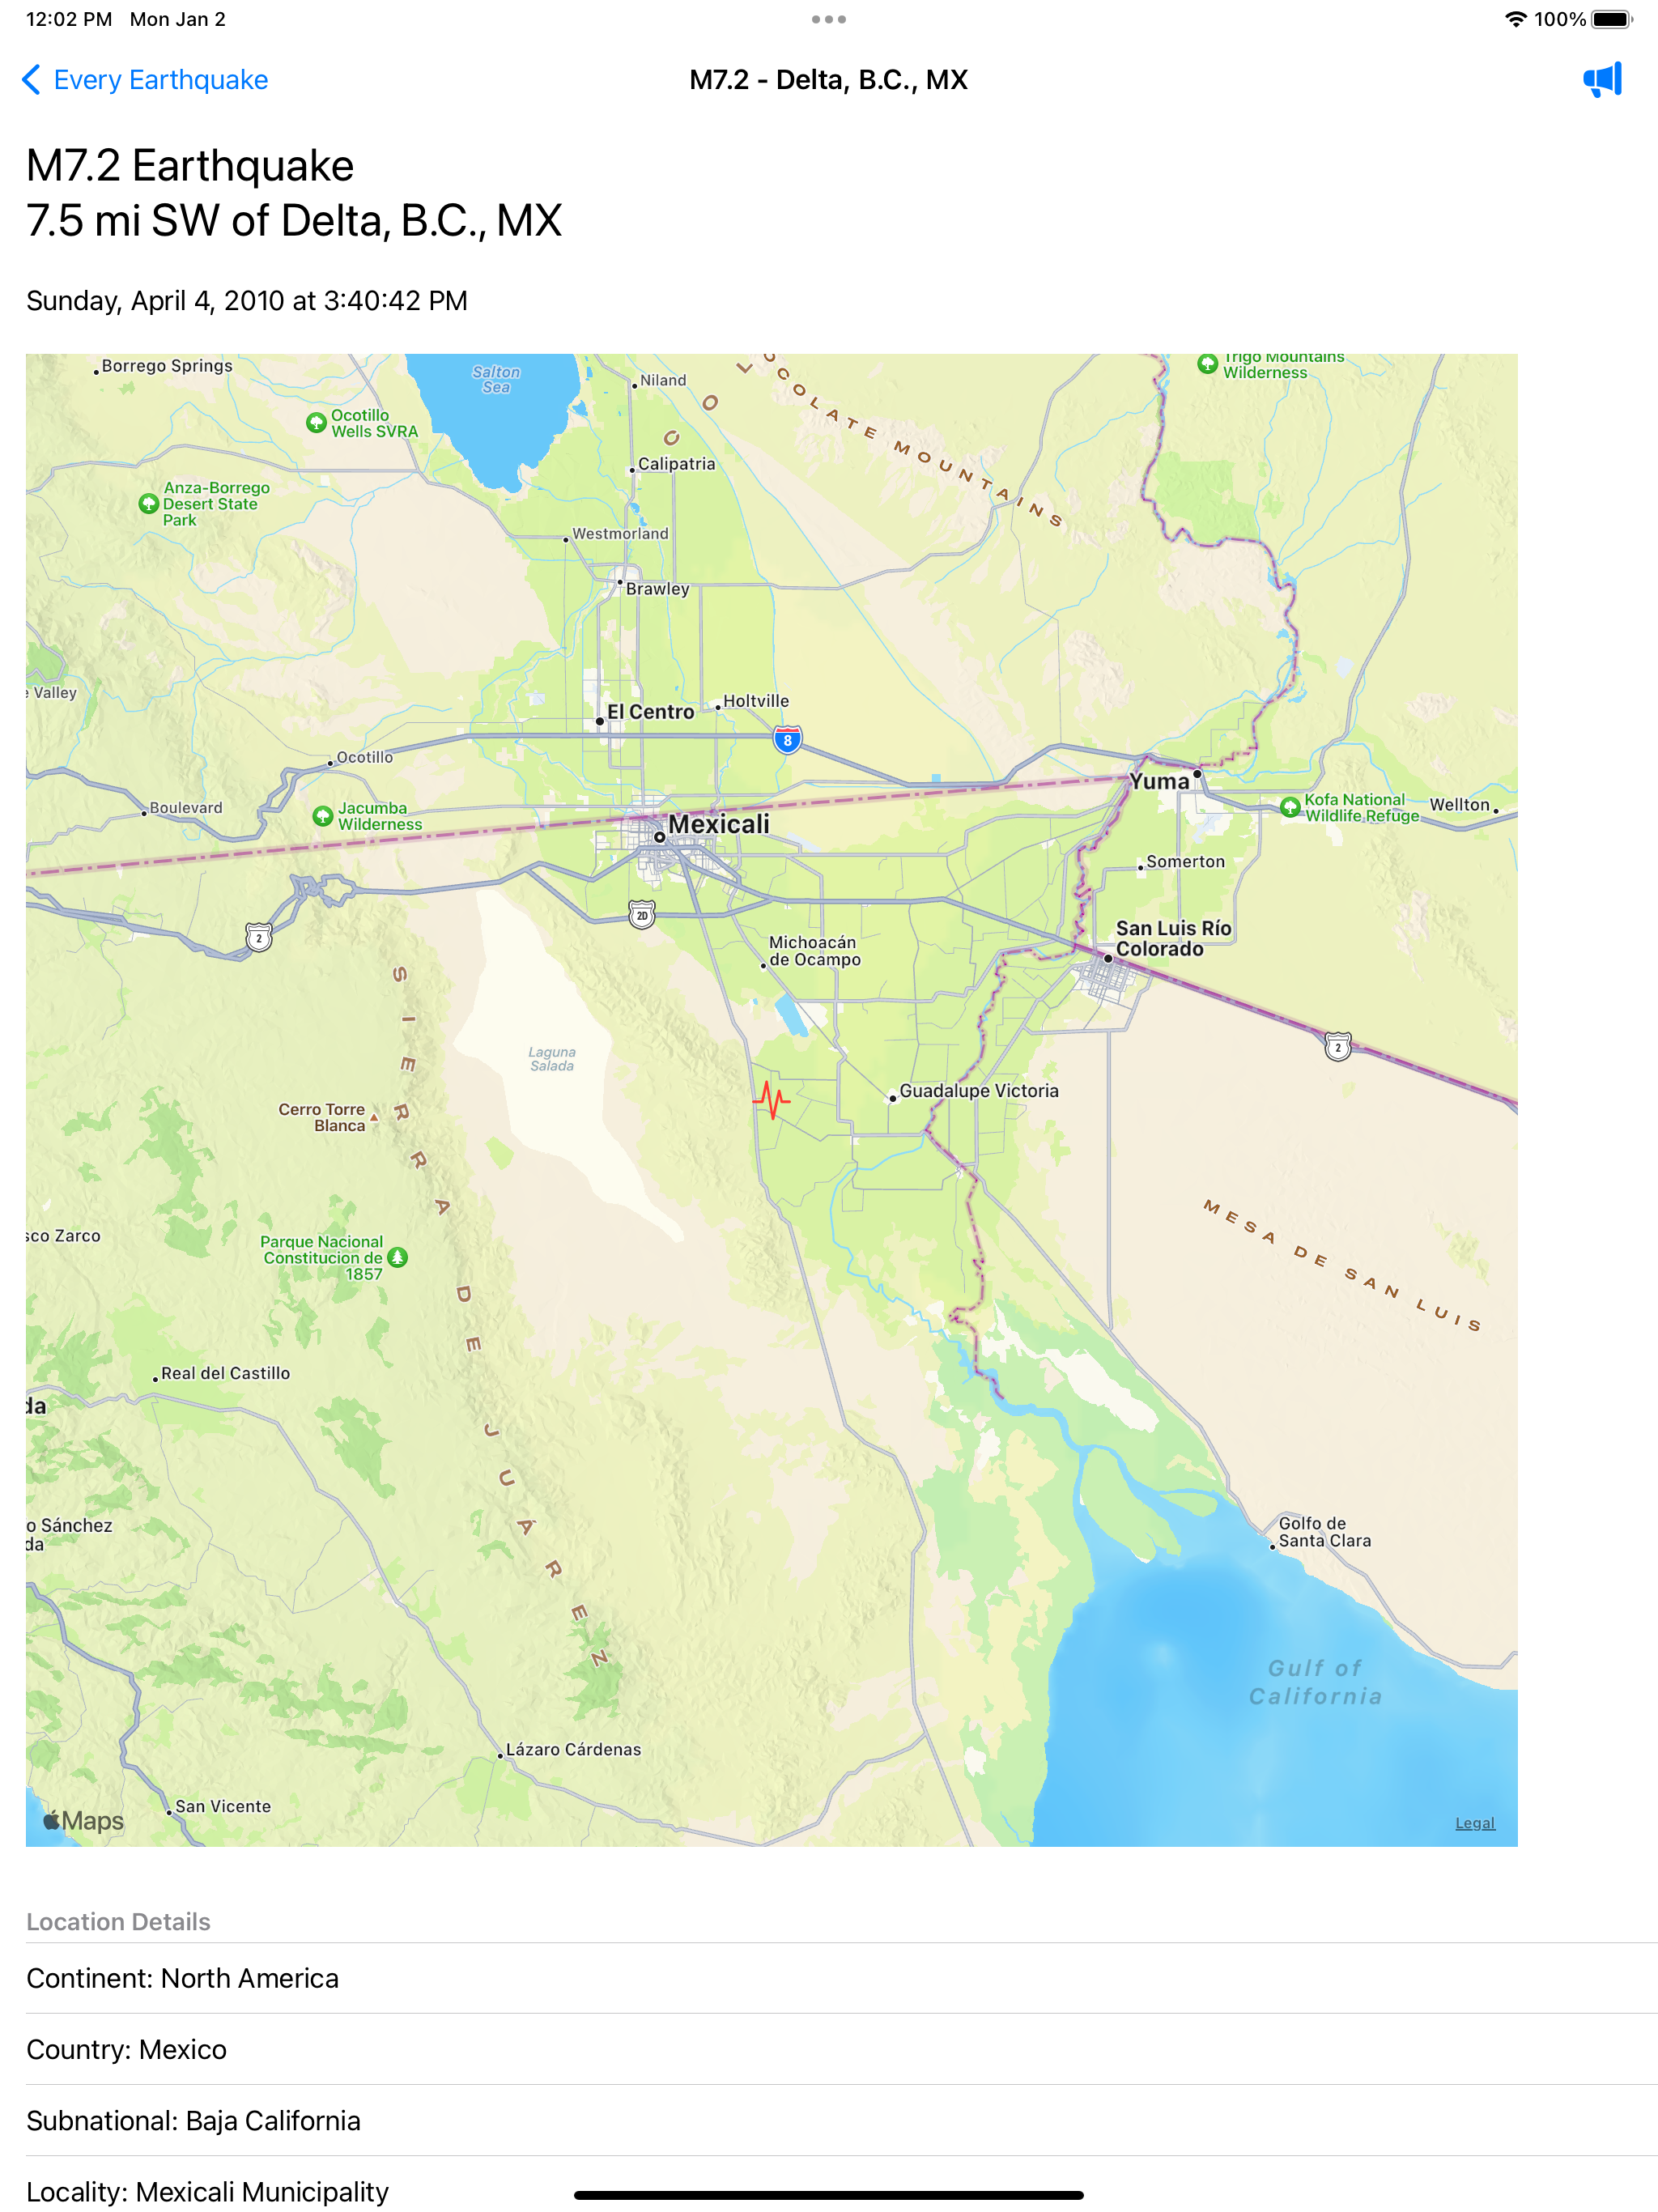 12:02 PM Mon Jan 2
100%
Every Earthquake
M7.2 - Delta, B.C., MX
M7.2 Earthquake
7.5 mi SW of Delta, B.C., MX
Sunday, April 4, 2010 at 3:40:42 PM
Borrego Springs
Salton
Sea
Niland
Trigo Mountains
Wilderness
Ocotillo
Wells SVRA
OCOLATE MOUNTAINS
Calipatria
Anza-Borrego
Desert State
Park
Westmorland
Brawley
Valley
El Centro
Holtville
8
Ocotillo
Yuma
Boulevard
Jacumba
Wilderness
Kofa National
Wildlife Refuge
Wellton
Mexicali
Somerton
2D
2
San Luis Río
Colorado
Michoacán
de Ocampo
2
Laguna
Salada
Guadalupe Victoria
Cerro Torre
Blanca
SIERRA DE JUÁREZ
MESA DE SAN LUIS
sco Zarco
Parque Nacional
Constitucion de
1857
Real del Castillo
da
o Sánchez
da
Golfo de
Santa Clara
Gulf of
California
Lázaro Cárdenas
San Vicente
Maps
Legal
Location Details
Continent: North America
Country: Mexico
Subnational: Baja California
Locality: Mexicali Municipality